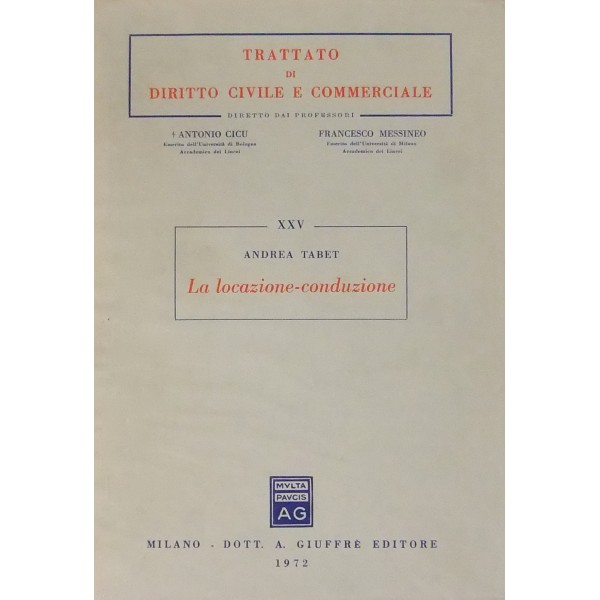 TRATTATO
DI
DIRITTO CIVILE E COMMERCIALE
DIRETTO DAI PROFESSORI
† ANTONIO CICU
Emerito dell'Università di Bologna
Accademico dei Lincei
FRANCESCO MESSINEO
Emerito dell'Università di Milano
Accademico dei Lincei
XXV
ANDREA TABET
La locazione-conduzione
MVLTA
PAVCIS
AG
MILANO - DOTT. A. GIUFFRÈ EDITORE
1972